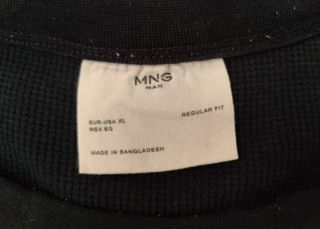 MNG
MAN
REGULAR FIT
EUR-USA XL
MEX EG
MADE IN BANGLADESH